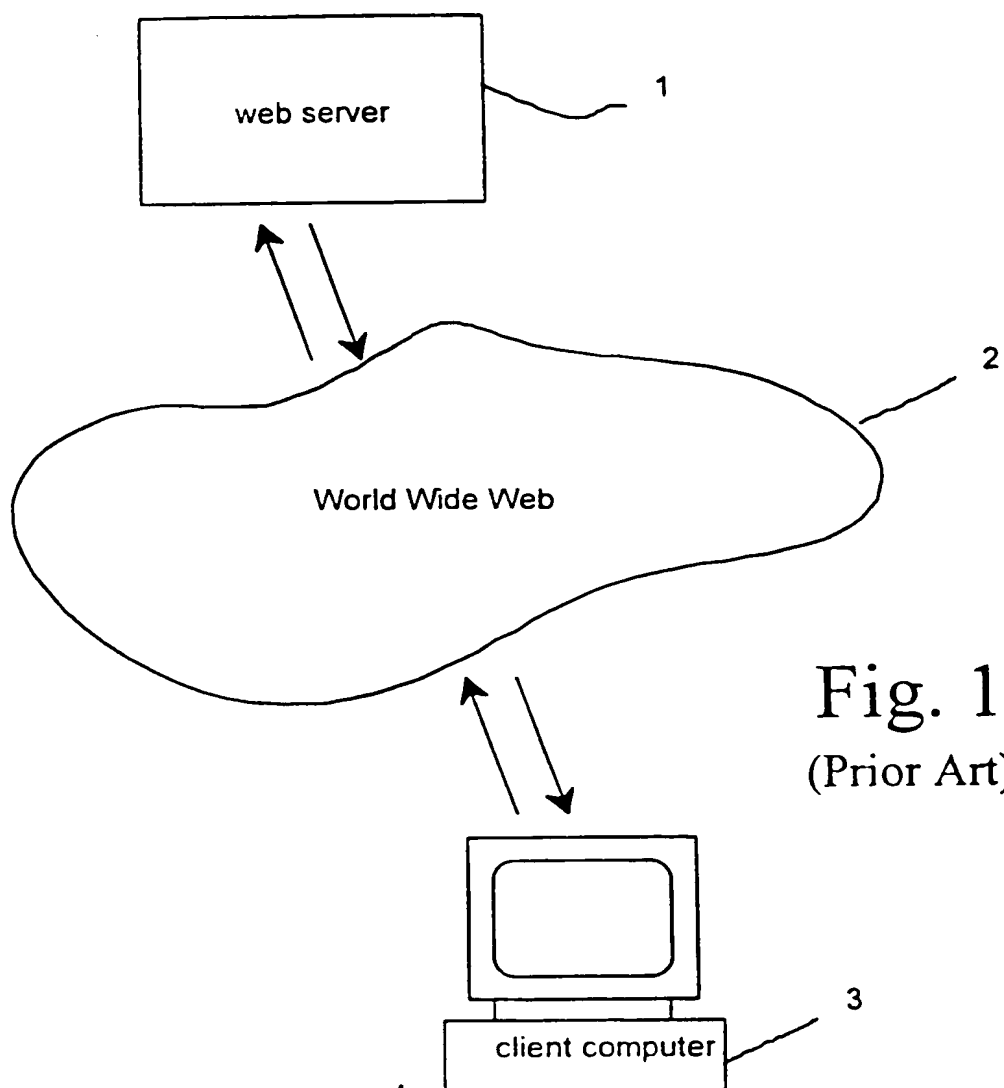 1
web server
2
World Wide Web
Fig. 1
(Prior Art)
3
client computer